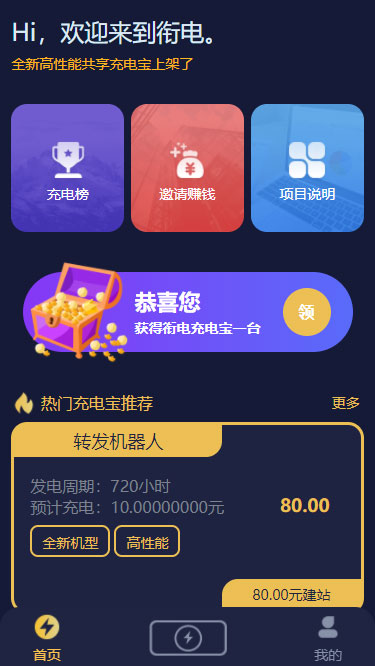 Hi，欢迎来到衔电。
全新高性能共享充电宝上架了
充电榜
邀请赚钱
项目说明
恭喜您
获得衔电充电宝一台
领
热门充电宝推荐
更多
转发机器人
发电周期：720小时
预计充电：10.00000000元
80.00
全新机型
高性能
80.00元建站
首页
我的